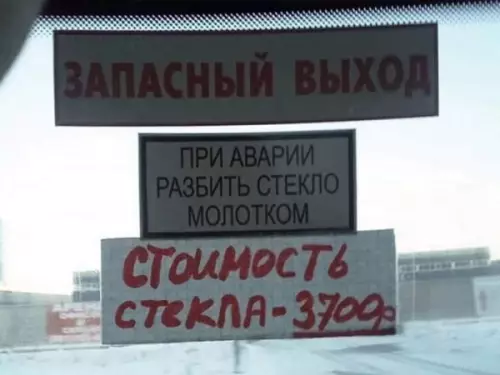 ЗАПАСНЫЙ ВЫХОД
ПРИ АВАРИИ
РАЗБИТЬ СТЕКЛО
МОЛОТКОМ
СТОИМОСТЬ
СТЕКЛА-3700р